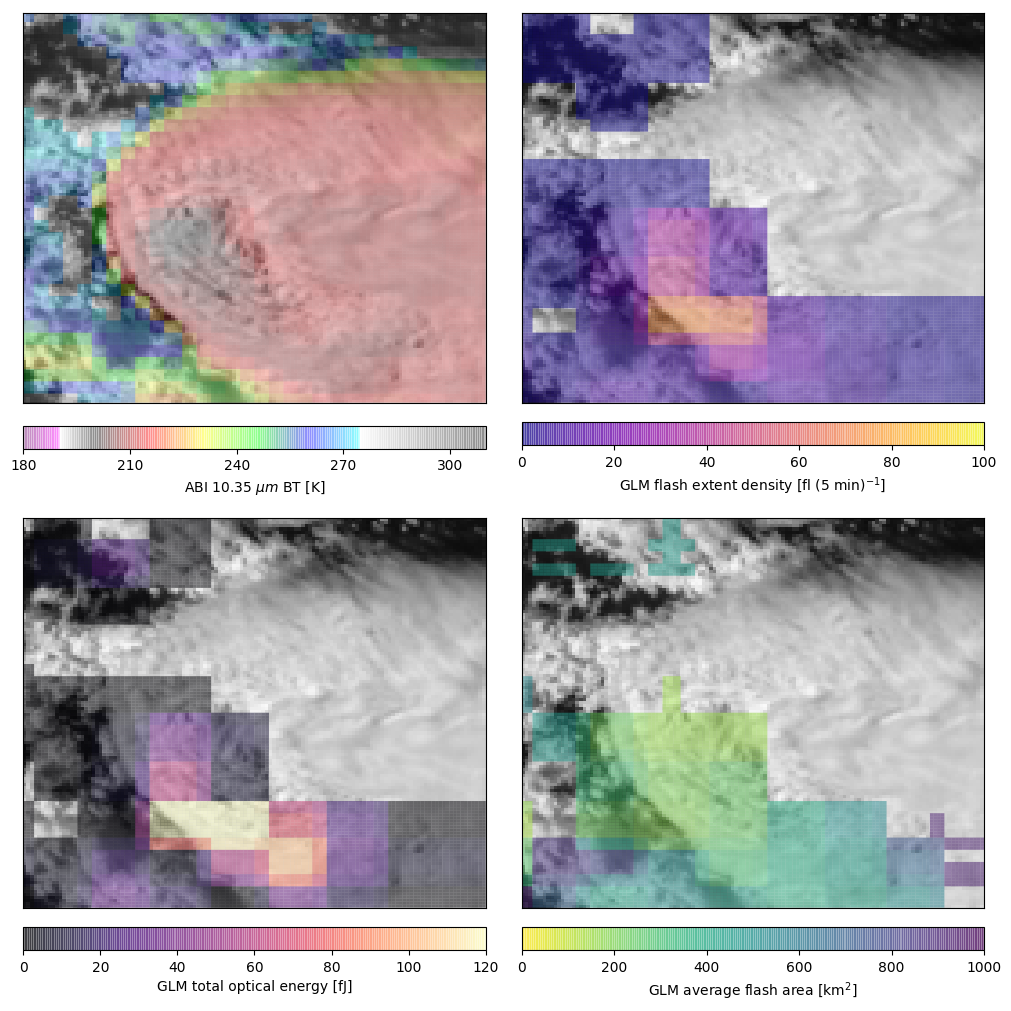 180 210 240 270 300
ABI 10.35 μm BT [K]
0 20 40 60 80 100
GLM flash extent density [fl (5 min)⁻¹]
0 20 40 60 80 100 120
GLM total optical energy [fJ]
0 200 400 600 800 1000
GLM average flash area [km²]